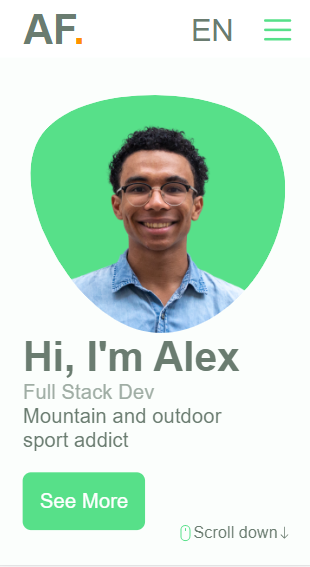 AF.
EN
Hi, I'm Alex
Full Stack Dev
Mountain and outdoor
sport addict
See More
Scroll down↓